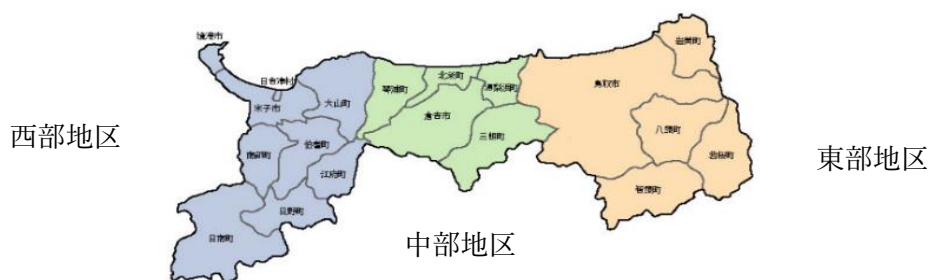 境港市
岩美町
日吉津村
北栄町
湯梨浜町
米子市
大山町
琴浦町
鳥取市
倉吉市
西部地区
南部町
伯耆町
三朝町
八頭町
若桜町
東部地区
江府町
智頭町
日野町
日南町
中部地区